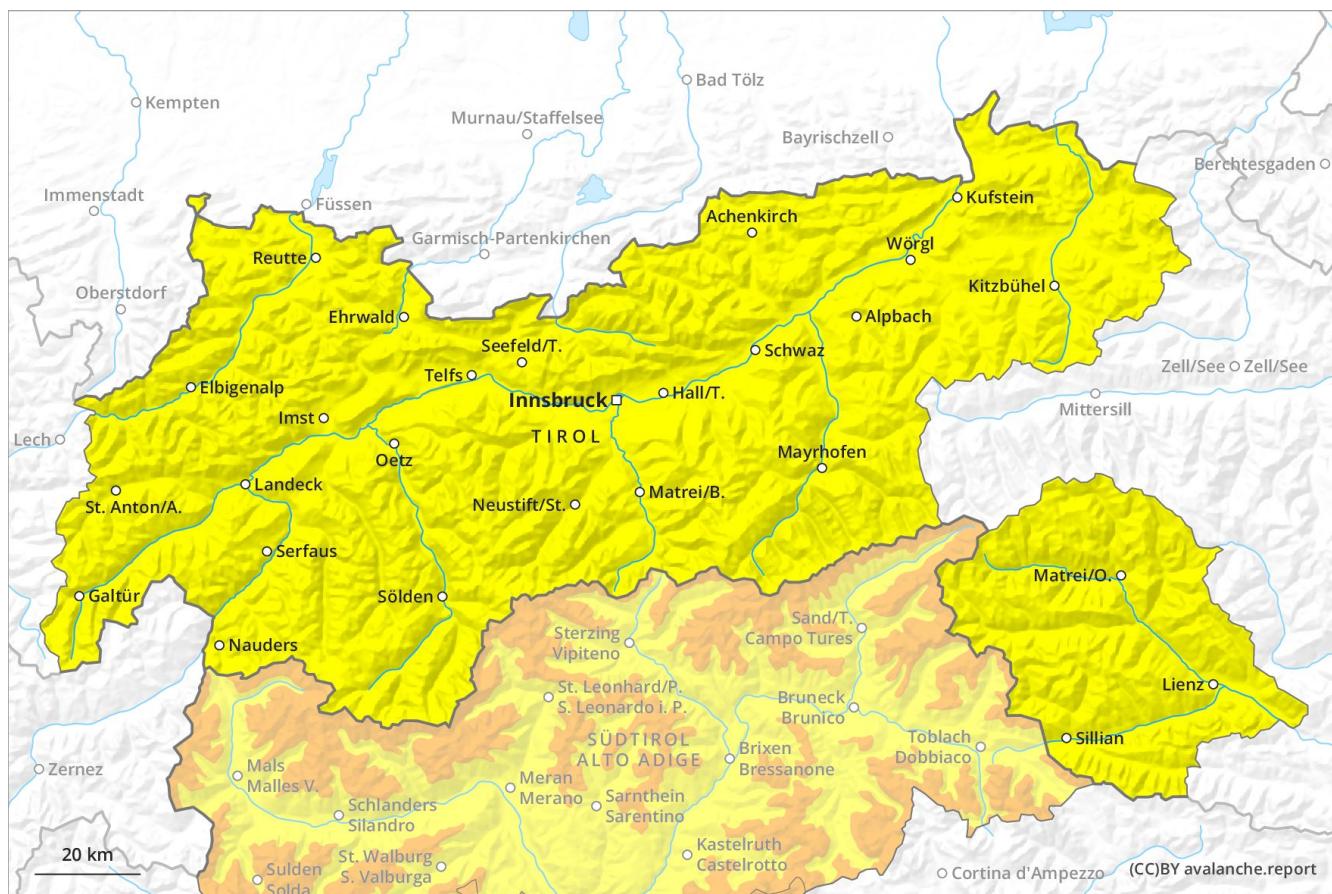 Kempten
Bad Tölz
Murnau/Staffelsee
Bayrischzell
Berchtesgaden
Immenstadt
Füssen
Kufstein
Achenkirch
Garmisch-Partenkirchen
Wörgl
Reutte
Kitzbühel
Oberstdorf
Ehrwald
Alpbach
Seefeld/T.
Schwaz
Zell/See
Zell/See
Telfs
Elbigenalp
Innsbruck
Hall/T.
Mittersill
Imst
TIROL
Lech
Oetz
Mayrhofen
Landeck
Matrei/B.
St. Anton/A.
Neustift/St.
Serfaus
Matrei/O.
Galtür
Sölden
Sand/T.
Campo Tures
Sterzing
Vipiteno
Nauders
Lienz
St. Leonhard/P.
S. Leonardo i. P.
Bruneck
Brunico
SÜDTIROL
ALTO ADIGE
Toblach
Dobbiaco
Sillian
Brixen
Bressanone
Zernez
Mals
Malles V.
Meran
Merano
Sarnthein
Sarentino
Schlanders
Silandro
Kastelruth
Castelrotto
20 km
St. Walburg
S. Valburga
Sulden
Solda
Cortina d'Ampezzo
(CC)BY avalanche.report